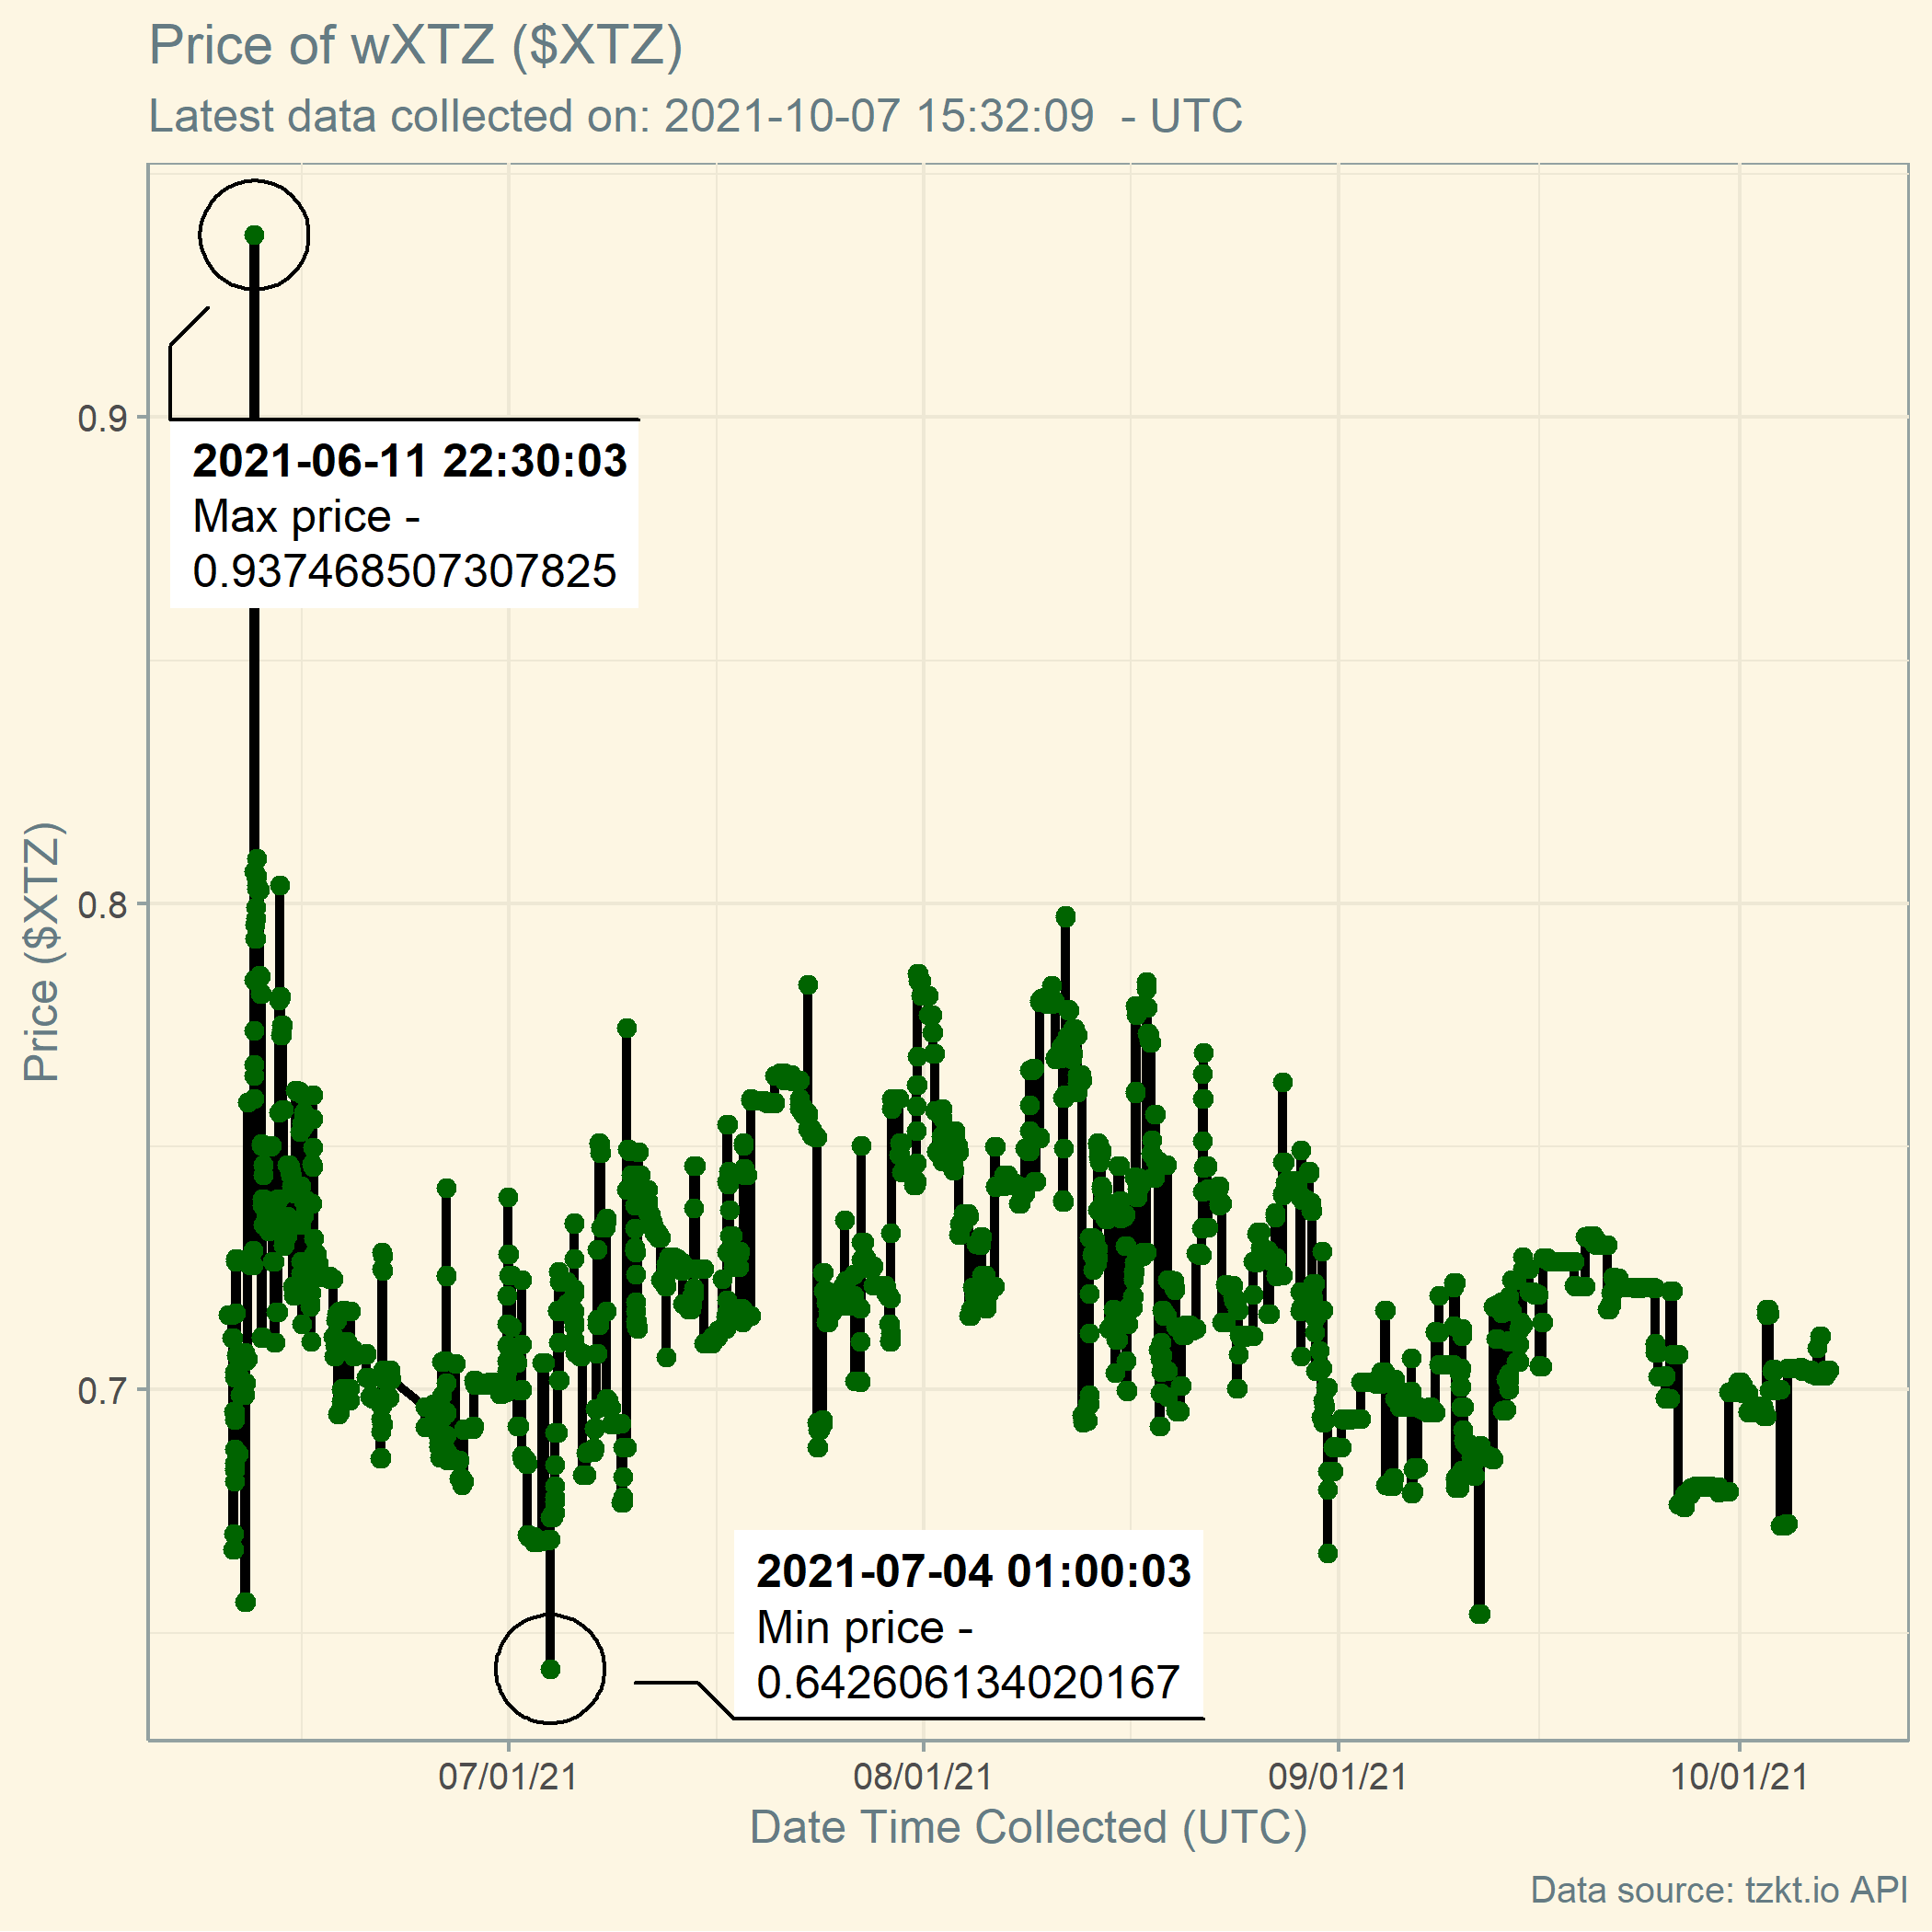 Price of wXTZ ($XTZ)
Latest data collected on: 2021-10-07 15:32:09  - UTC
Price ($XTZ)
0.9
0.8
0.7
2021-06-11 22:30:03
Max price -
0.937468507307825
2021-07-04 01:00:03
Min price -
0.642606134020167
07/01/21
08/01/21
09/01/21
10/01/21
Date Time Collected (UTC)
Data source: tzkt.io API